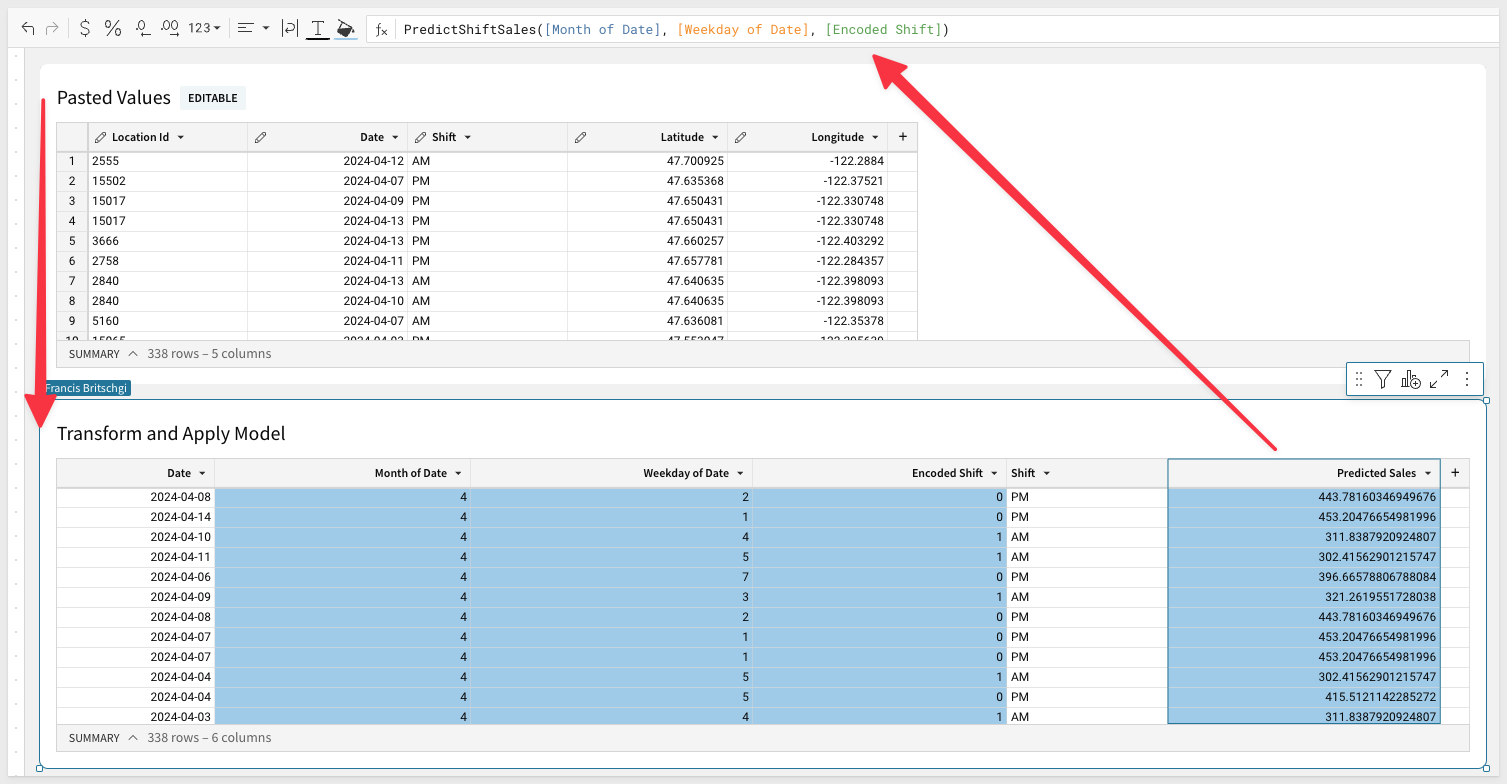 $ % .0 .00 123
fx PredictShiftSales([Month of Date], [Weekday of Date], [Encoded Shift])
Pasted Values EDITABLE
Location Id Date Shift Latitude Longitude +
1 2555 2024-04-12 AM 47.700925 -122.2884
2 15502 2024-04-07 PM 47.635368 -122.37521
3 15017 2024-04-09 PM 47.650431 -122.330748
4 15017 2024-04-13 PM 47.650431 -122.330748
5 3666 2024-04-13 PM 47.660257 -122.403292
6 2758 2024-04-11 PM 47.657781 -122.284357
7 2840 2024-04-13 AM 47.640635 -122.398093
8 2840 2024-04-10 AM 47.640635 -122.398093
9 5160 2024-04-07 AM 47.636081 -122.35378
SUMMARY 338 rows – 5 columns
Francis Britschgi
Transform and Apply Model
Date Month of Date Weekday of Date Encoded Shift Shift Predicted Sales +
2024-04-08 4 2 0 PM 443.78160346949676
2024-04-14 4 1 0 PM 453.20476654981996
2024-04-10 4 4 1 AM 311.8387920924807
2024-04-11 4 5 1 AM 302.41562901215747
2024-04-06 4 7 0 PM 396.66578806788084
2024-04-09 4 3 1 AM 321.2619551728038
2024-04-08 4 2 0 PM 443.78160346949676
2024-04-07 4 1 0 PM 453.20476654981996
2024-04-07 4 1 0 PM 453.20476654981996
2024-04-04 4 5 1 AM 302.41562901215747
2024-04-04 4 5 0 PM 415.5121142285272
2024-04-03 4 4 1 AM 311.8387920924807
SUMMARY 338 rows – 6 columns